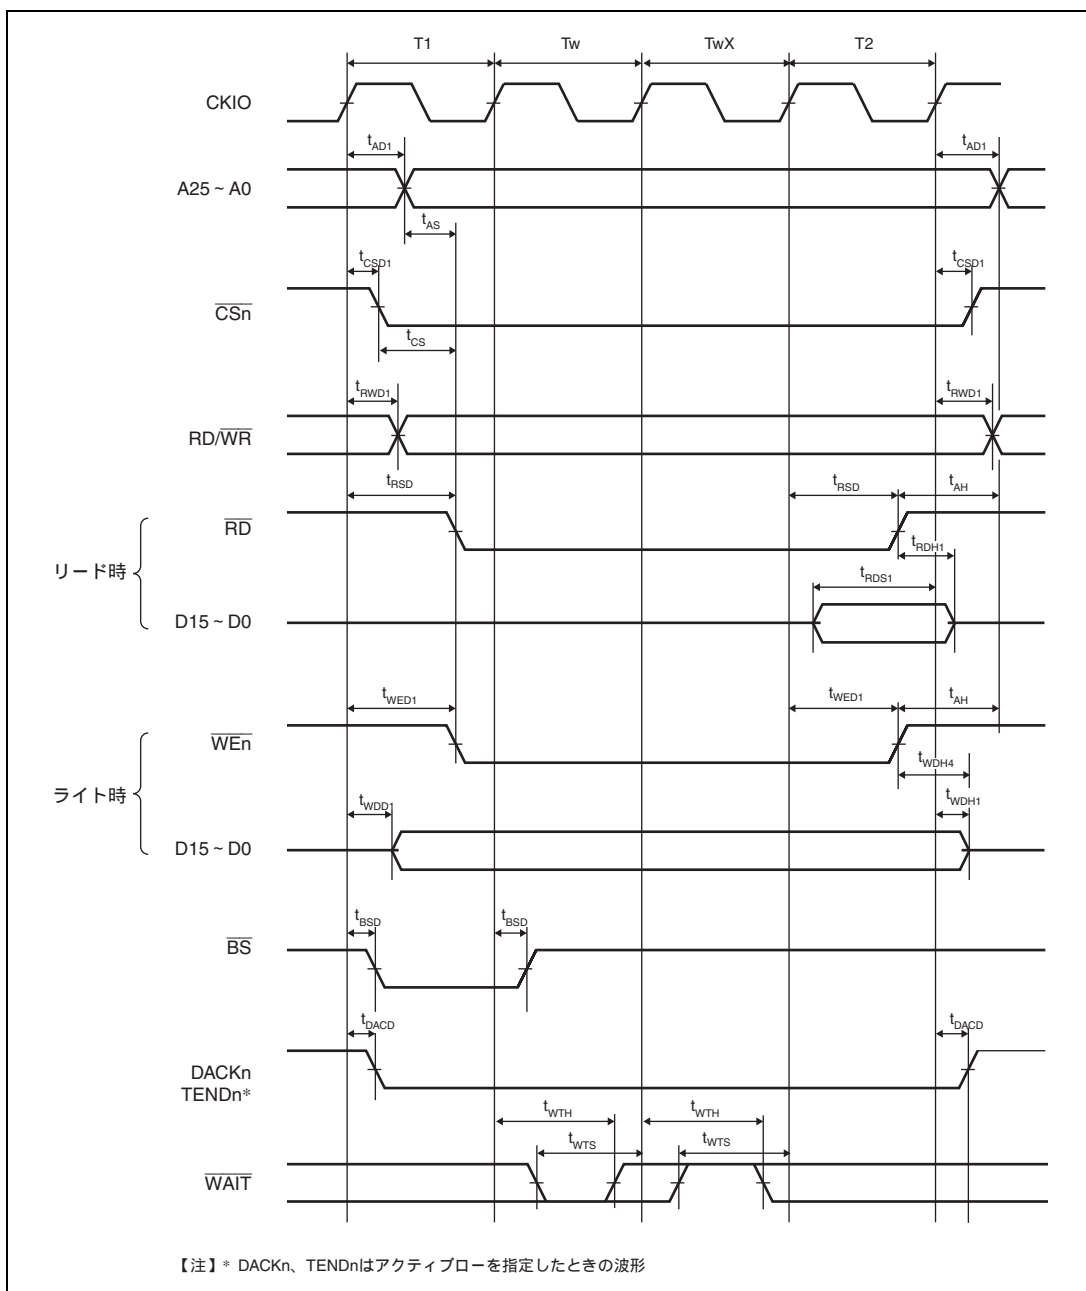 T1 Tw TwX T2
CKIO
tAD1 tAD1
A25 ~ A0
tAS
tCSD1 tCSD1
CSn
tCS
tRWD1 tRWD1
RD/WR
tRSD tRSD tAH
RD
tRDH1
リード時
tRDS1
D15 ~ D0
tWED1 tWED1 tAH
WEn
tWDH4
ライト時
tWDD1 tWDH1
D15 ~ D0
tBSD tBSD
BS
tDACD tDACD
DACKn
TENDn*
tWTH tWTH
tWTS tWTS
WAIT
【注】* DACKn、TENDnはアクティブローを指定したときの波形